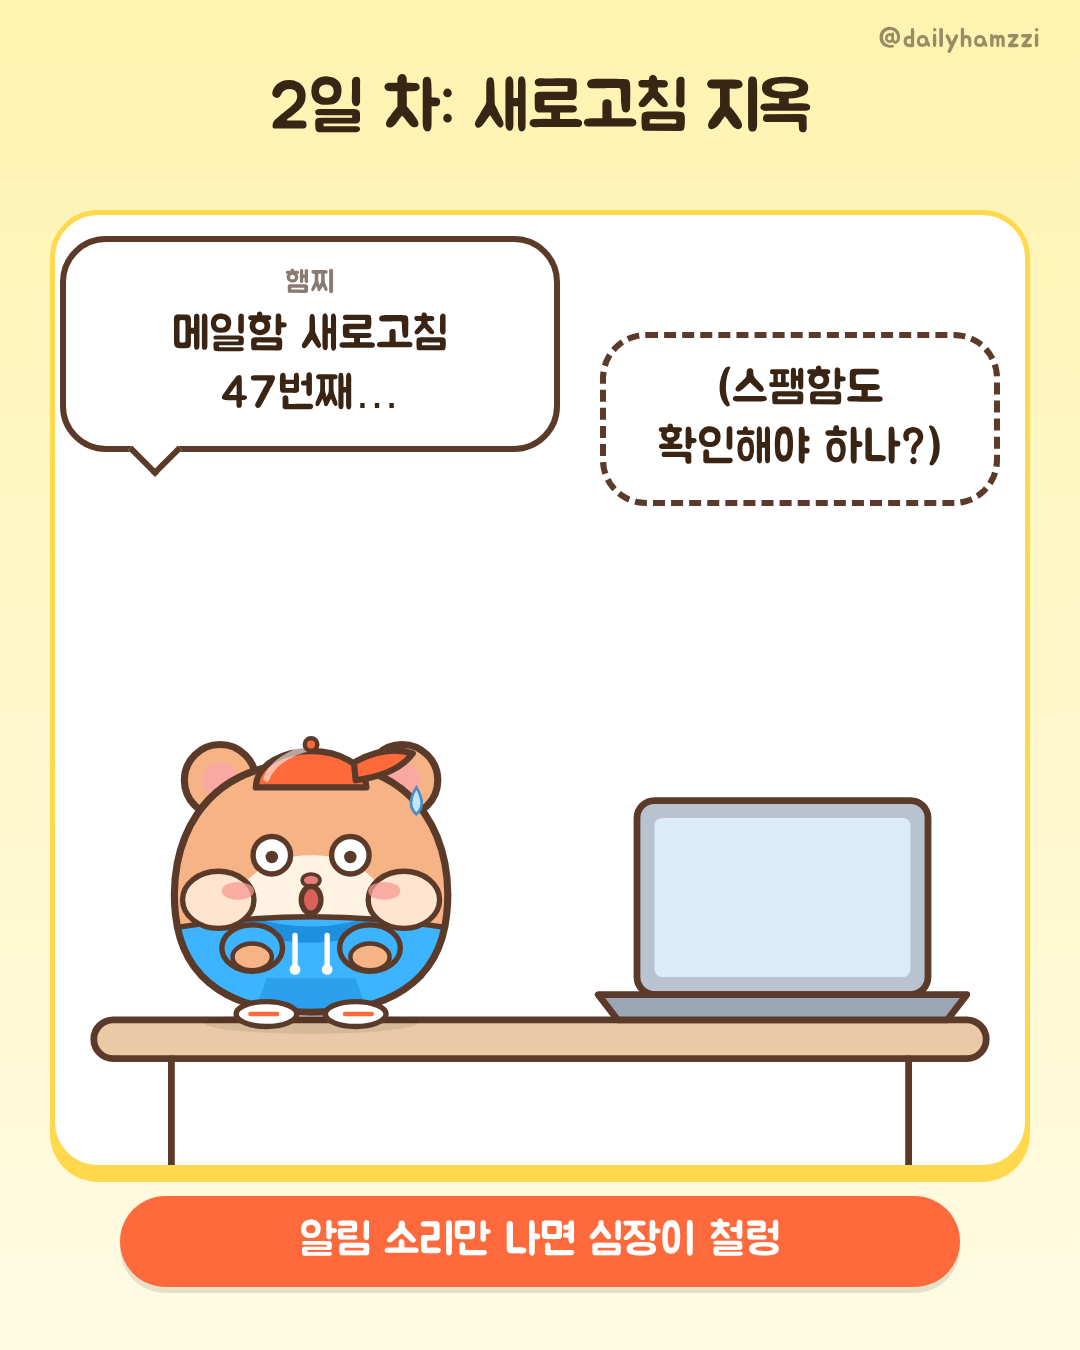 @dailyhamzzi
2일 차: 새로고침 지옥
햄찌
메일함 새로고침
47번째...
(스팸함도
확인해야 하나?)
알림 소리만 나면 심장이 철렁